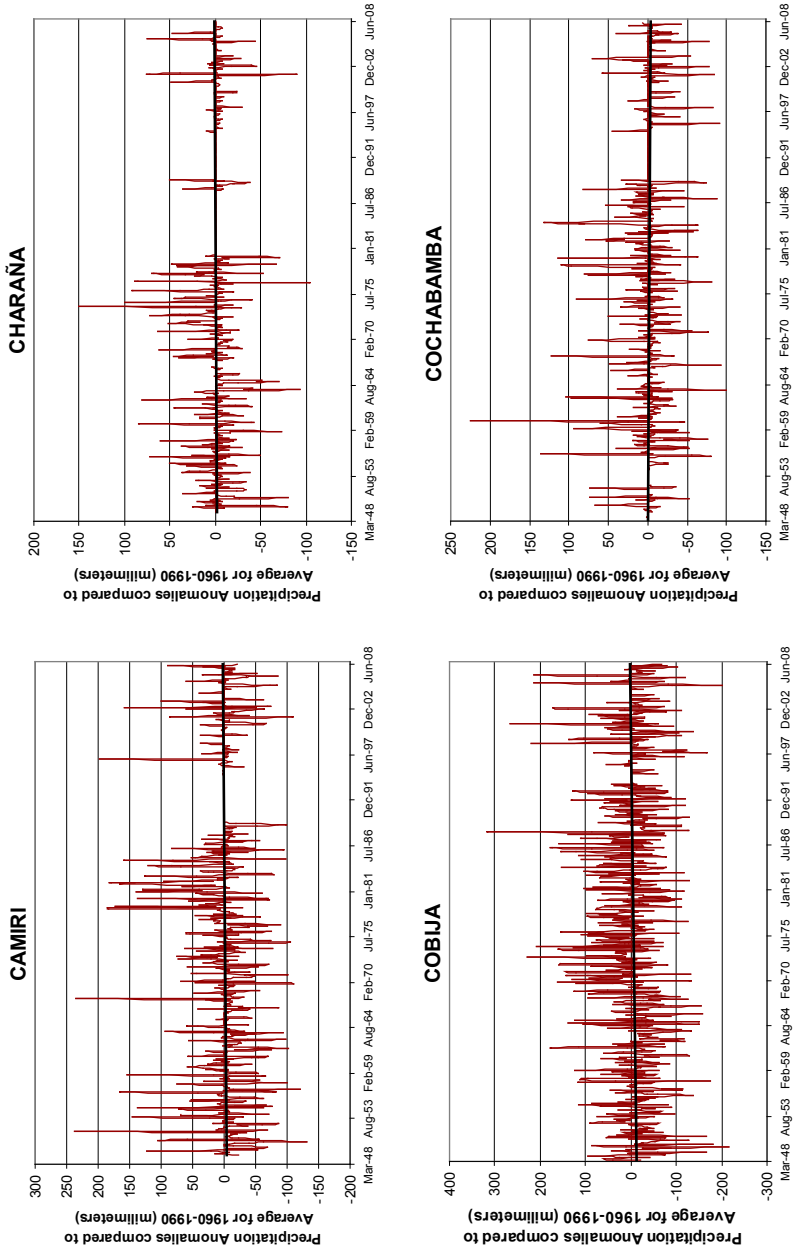 CAMIRI
Precipitation Anomalies compared to
Average for 1960-1990 (milimeters)
300
250
200
150
100
50
0
-50
-100
-150
-200
Mar-48 Aug-53 Feb-59 Aug-64 Feb-70 Jul-75 Jan-81 Jul-86 Dec-91 Jun-97 Dec-02 Jun-08
CHARAÑA
Precipitation Anomalies compared to
Average for 1960-1990 (milimeters)
200
150
100
50
0
-50
-100
-150
Mar-48 Aug-53 Feb-59 Aug-64 Feb-70 Jul-75 Jan-81 Jul-86 Dec-91 Jun-97 Dec-02 Jun-08
COBIJA
Precipitation Anomalies compared to
Average for 1960-1990 (milimeters)
400
300
200
100
0
-100
-200
-300
Mar-48 Aug-53 Feb-59 Aug-64 Feb-70 Jul-75 Jan-81 Jul-86 Dec-91 Jun-97 Dec-02 Jun-08
COCHABAMBA
Precipitation Anomalies compared to
Average for 1960-1990 (milimeters)
250
200
150
100
50
0
-50
-100
-150
Mar-48 Aug-53 Feb-59 Aug-64 Feb-70 Jul-75 Jan-81 Jul-86 Dec-91 Jun-97 Dec-02 Jun-08